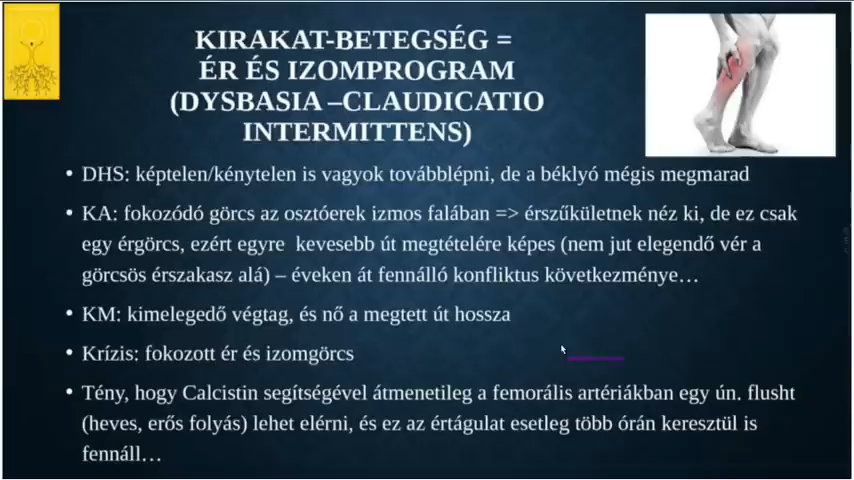 KIRAKAT-BETEGSÉG =
ÉR ÉS IZOMPROGRAM
(DYSBASIA –CLAUDICATIO
INTERMITTENS)
• DHS: képtelen/kénytelen is vagyok továbblépni, de a béklyó mégis megmarad
• KA: fokozódó görcs az osztóerek izmos falában => érszűkületnek néz ki, de ez csak
egy érgörcs, ezért egyre kevesebb út megtételére képes (nem jut elegendő vér a
görcsös érszakasz alá) – éveken át fennálló konfliktus következménye…
• KM: kimelegedő végtag, és nő a megtett út hossza
• Krízis: fokozott ér és izomgörcs
• Tény, hogy Calcistin segítségével átmenetileg a femorális artériákban egy ún. flusht
(heves, erős folyás) lehet elérni, és ez az értágulat esetleg több órán keresztül is
fennáll…